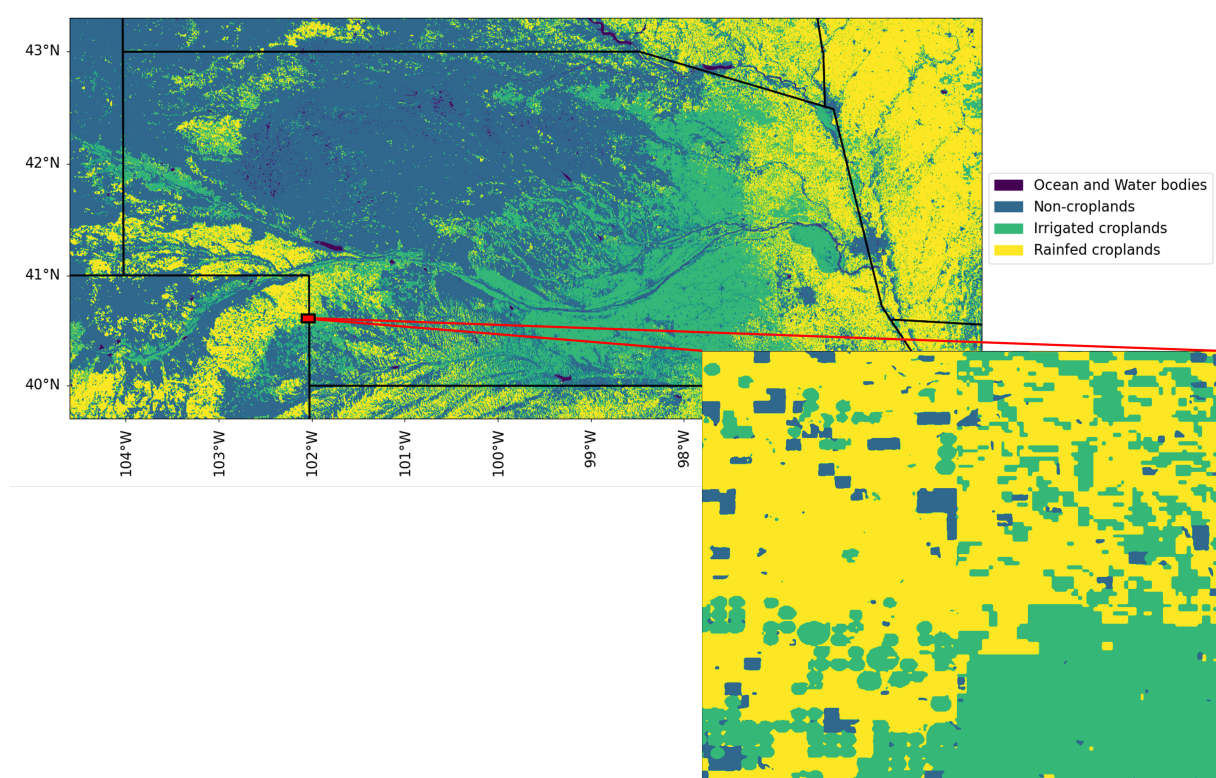 43°N
42°N
41°N
40°N
104°W
103°W
102°W
101°W
100°W
99°W
98°W
Ocean and Water bodies
Non-croplands
Irrigated croplands
Rainfed croplands